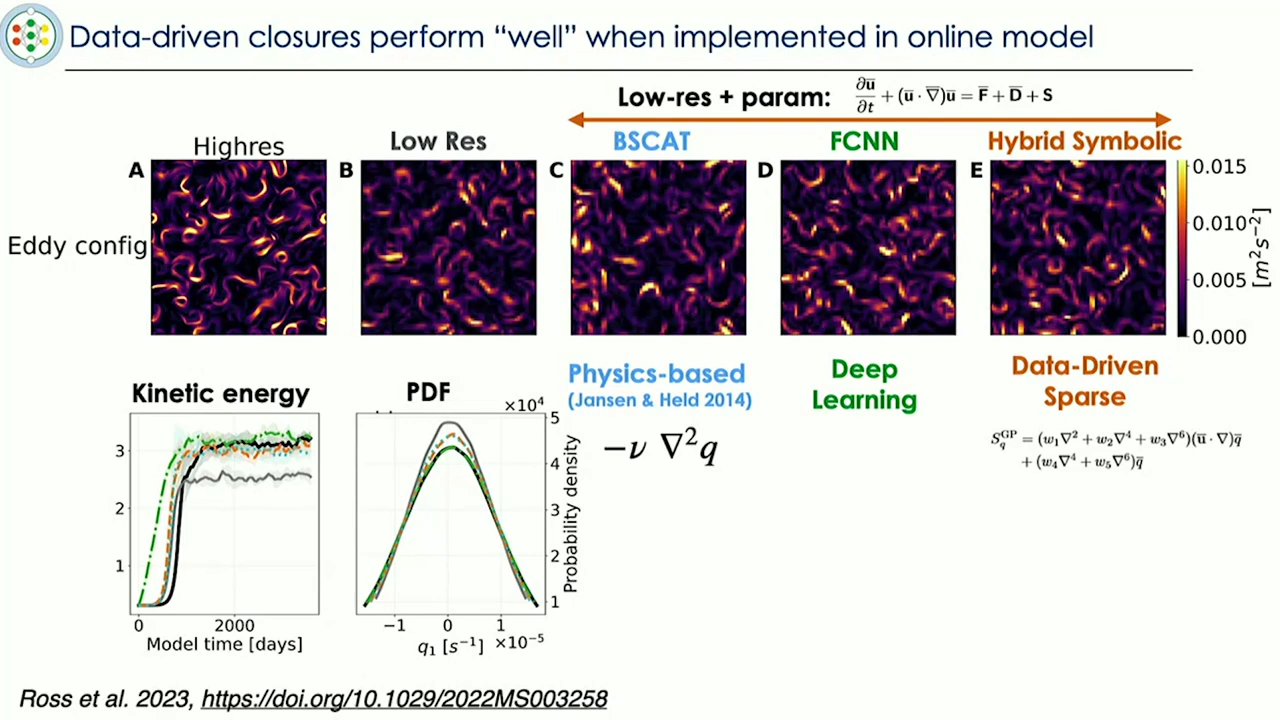 Data-driven closures perform “well” when implemented in online model
Low-res + param: ∂u̅/∂t + (u̅ · ∇̅)u̅ = F̅ + D̅ + S
Highres
Low Res
BSCAT
FCNN
Hybrid Symbolic
A
B
C
D
E
Eddy config
0.015
0.010
0.005
0.000
[m²s⁻²]
Physics-based
(Jansen & Held 2014)
−ν ∇²q
Deep
Learning
Data-Driven
Sparse
S_q^GP = (w₁∇² + w₂∇⁴ + w₃∇⁶)(u̅ · ∇)q̅
+ (w₄∇⁴ + w₅∇⁶)q̅
Kinetic energy
3
2
1
0
2000
Model time [days]
PDF
×10⁴
5
4
3
2
1
Probability density
−1
0
1
q₁ [s⁻¹]
×10⁻⁵
Ross et al. 2023, https://doi.org/10.1029/2022MS003258